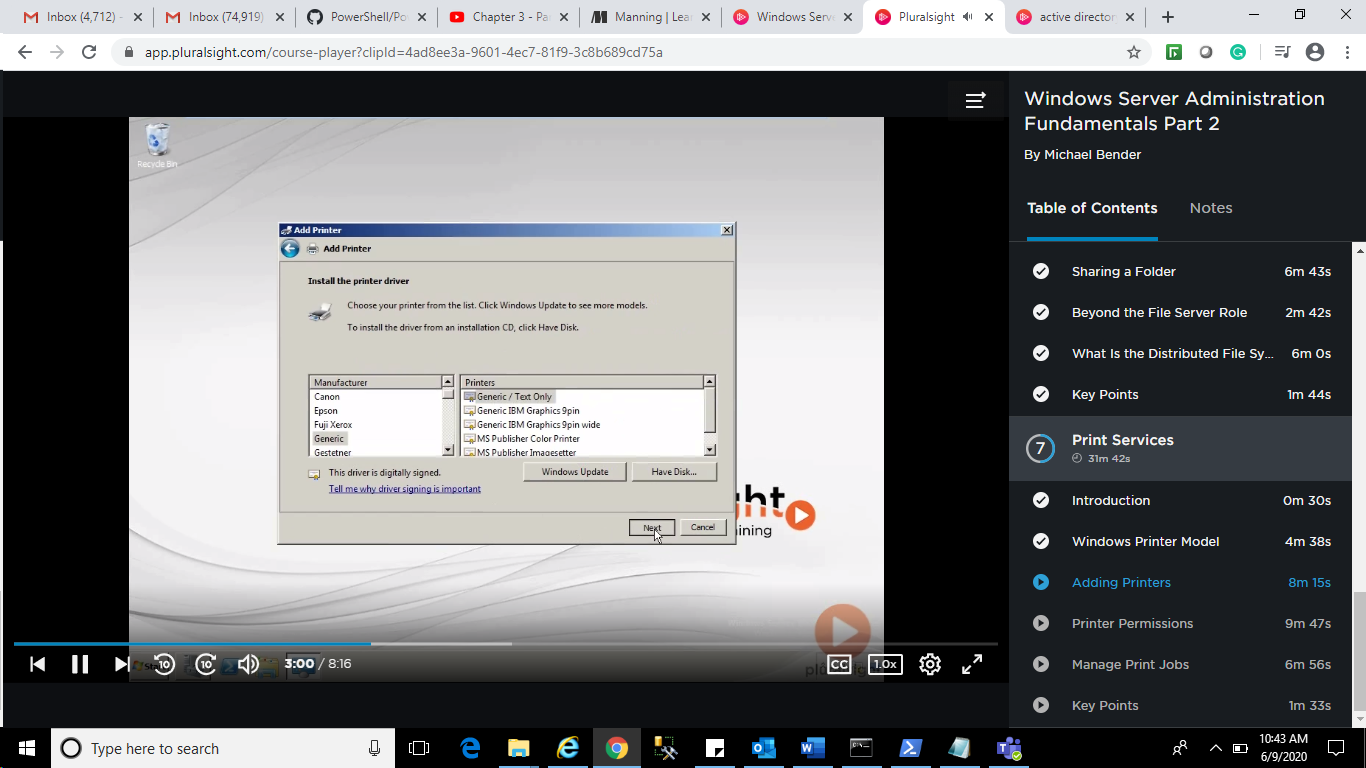 Inbox (4,712) -
Inbox (74,919)
PowerShell/Po
Chapter 3 - Pa
Manning | Lea
Windows Serv
Pluralsight
active director
app.pluralsight.com/course-player?clipId=4ad8ee3a-9601-4ec7-81f9-3c8b689cd75a
Recycle Bin
Add Printer
Add Printer
Install the printer driver
Choose your printer from the list. Click Windows Update to see more models.
To install the driver from an installation CD, click Have Disk.
Manufacturer
Canon
Epson
Fuji Xerox
Generic
Gestetner
Printers
Generic / Text Only
Generic IBM Graphics 9pin
Generic IBM Graphics 9pin wide
MS Publisher Color Printer
MS Publisher Imagesetter
This driver is digitally signed.
Tell me why driver signing is important
Windows Update
Have Disk...
Next
Cancel
ight
ining
10
10
3:00 / 8:16
CC
1.0x
Windows Server Administration
Fundamentals Part 2
By Michael Bender
Table of Contents
Notes
Sharing a Folder 6m 43s
Beyond the File Server Role 2m 42s
What Is the Distributed File Sy... 6m 0s
Key Points 1m 44s
7
Print Services
31m 42s
Introduction 0m 30s
Windows Printer Model 4m 38s
Adding Printers 8m 15s
Printer Permissions 9m 47s
Manage Print Jobs 6m 56s
Key Points 1m 33s
Type here to search
10:43 AM
6/9/2020